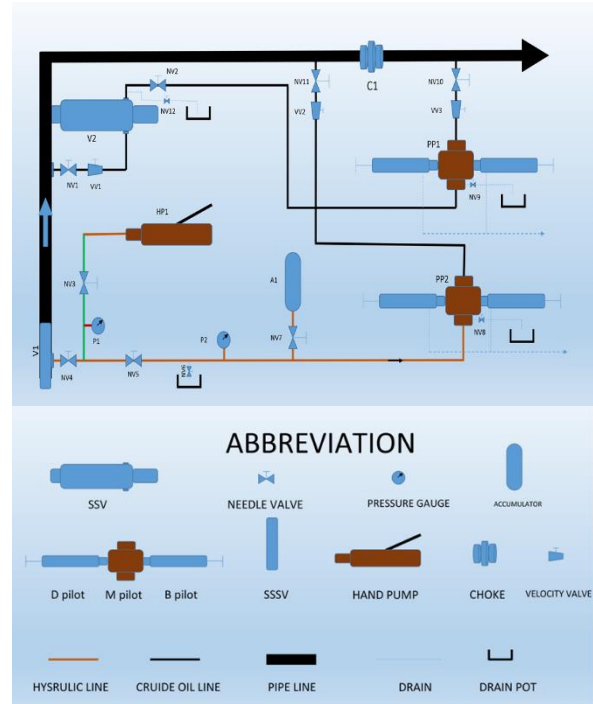 NV2
NV11
C1
NV10
V2
NV12
VV2
VV3
PP1
NV1
VV1
NV9
HP1
PP2
A1
NV3
P1
P2
NV7
NV8
V1
NV4
NV5
NV6
ABBREVIATION
SSV
NEEDLE VALVE
PRESSURE GAUGE
ACCUMULATOR
D pilot
M pilot
B pilot
SSSV
HAND PUMP
CHOKE
VELOCITY VALVE
HYSRULIC LINE
CRUIDE OIL LINE
PIPE LINE
DRAIN
DRAIN POT